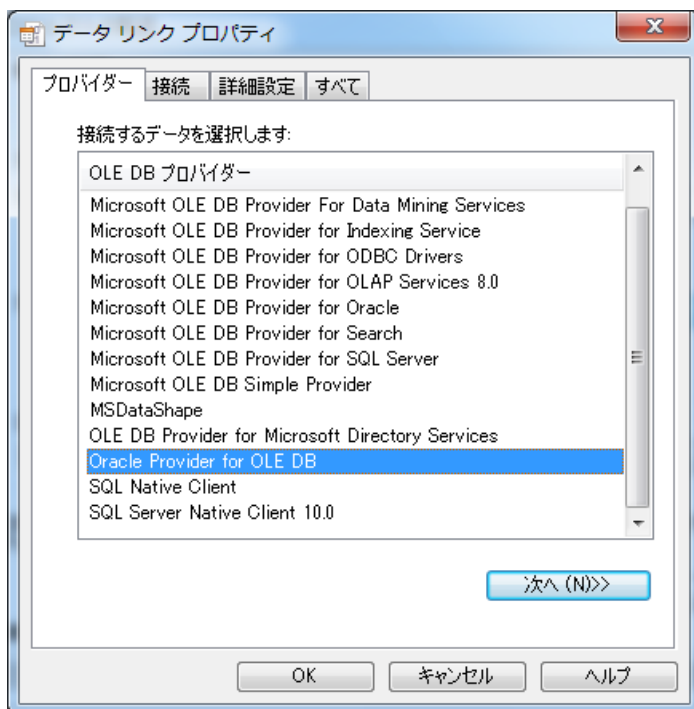 データ リンク プロパティ
プロバイダー 接続 詳細設定 すべて
接続するデータを選択します:
OLE DB プロバイダー
Microsoft OLE DB Provider For Data Mining Services
Microsoft OLE DB Provider for Indexing Service
Microsoft OLE DB Provider for ODBC Drivers
Microsoft OLE DB Provider for OLAP Services 8.0
Microsoft OLE DB Provider for Oracle
Microsoft OLE DB Provider for Search
Microsoft OLE DB Provider for SQL Server
Microsoft OLE DB Simple Provider
MSDataShape
OLE DB Provider for Microsoft Directory Services
Oracle Provider for OLE DB
SQL Native Client
SQL Server Native Client 10.0
次へ (N)>>
OK キャンセル ヘルプ